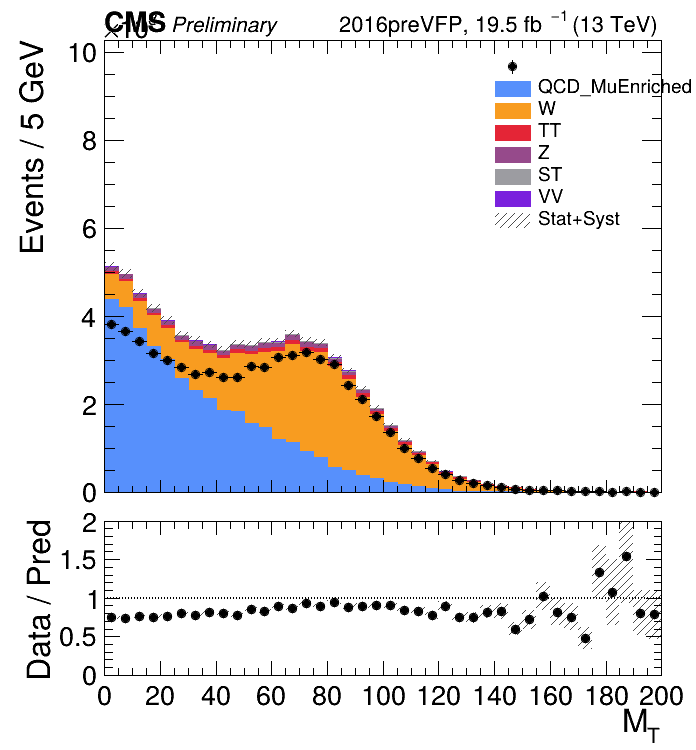 CMS Preliminary 2016preVFP, 19.5 fb ⁻¹ (13 TeV)
Events / 5 GeV
10
8
6
4
2
0
QCD_MuEnriched
W
TT
Z
ST
VV
Stat+Syst
Data / Pred
2
1.5
1
0.5
0
0 20 40 60 80 100 120 140 160 180 200
M_T